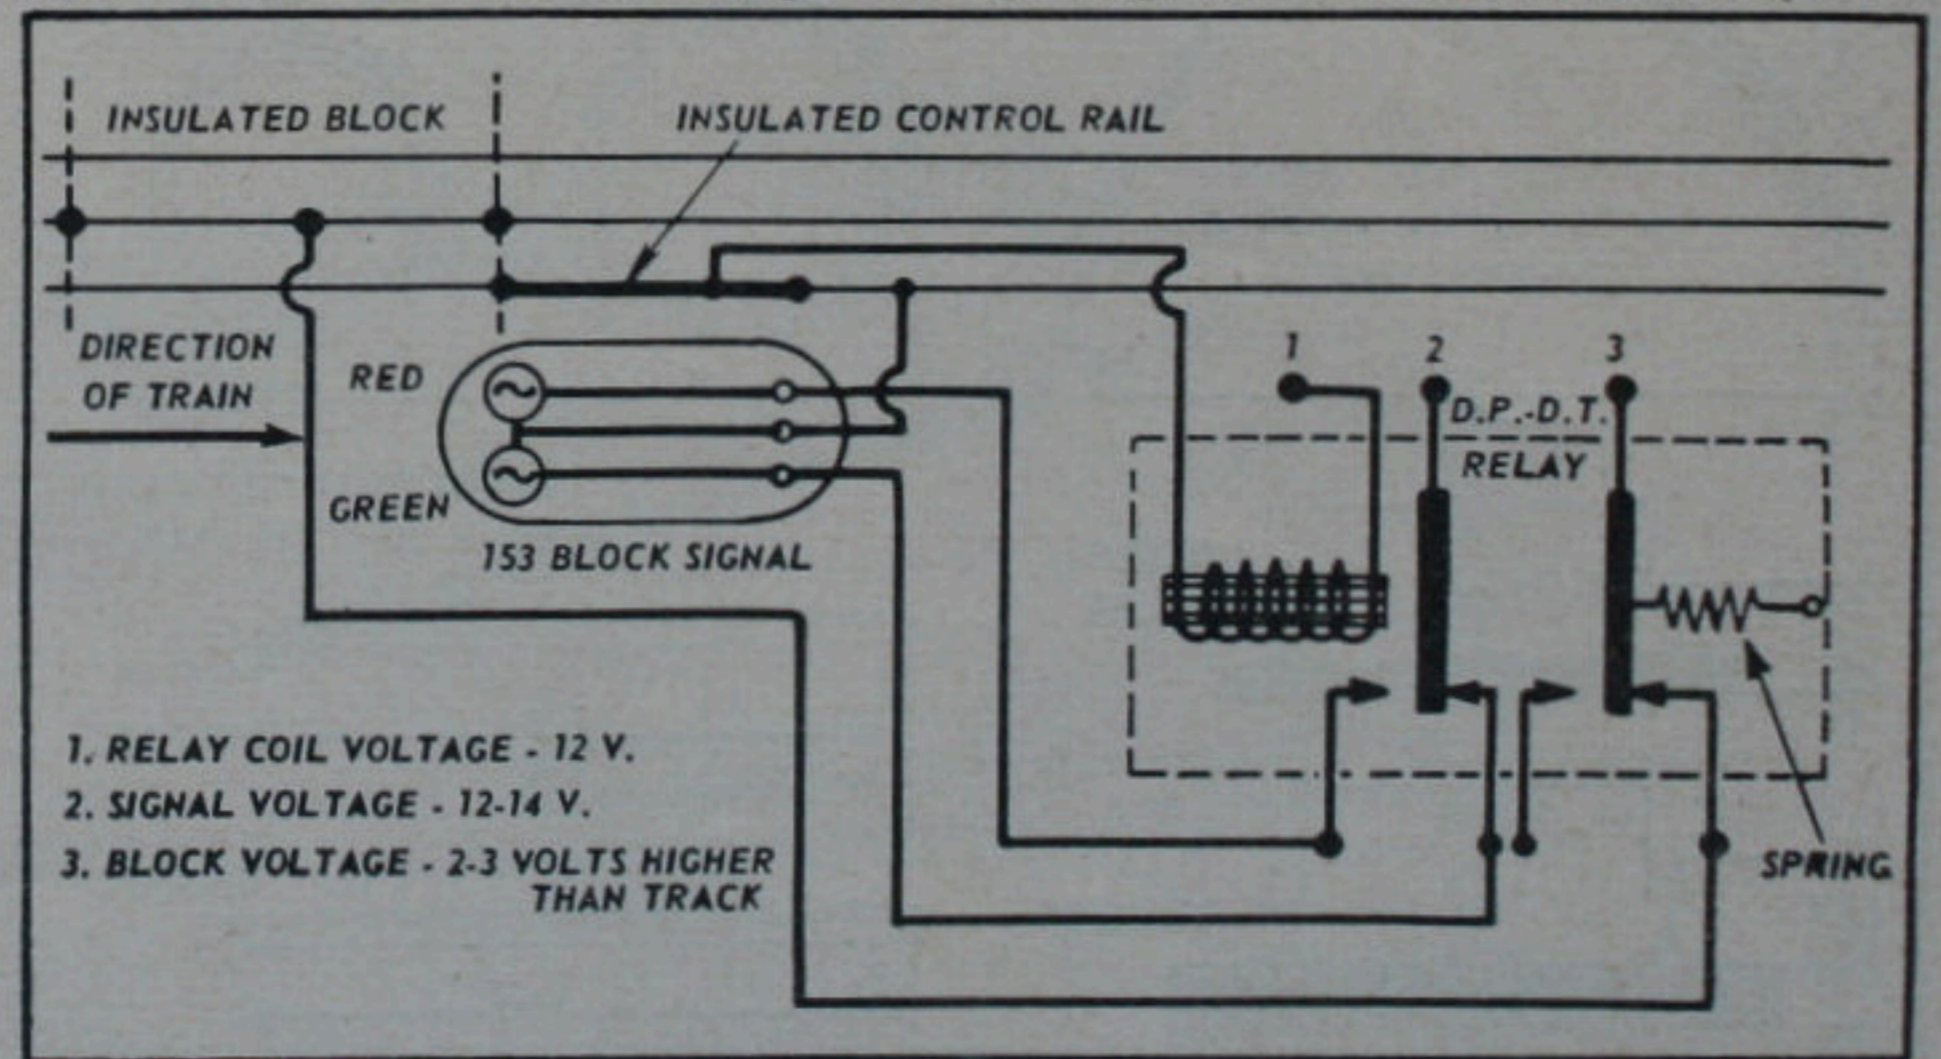 INSULATED BLOCK
INSULATED CONTROL RAIL
DIRECTION
OF TRAIN
RED
GREEN
153 BLOCK SIGNAL
1 2 3
D.P.-D.T.
RELAY
1. RELAY COIL VOLTAGE - 12 V.
2. SIGNAL VOLTAGE - 12-14 V.
3. BLOCK VOLTAGE - 2-3 VOLTS HIGHER
THAN TRACK
SPRING